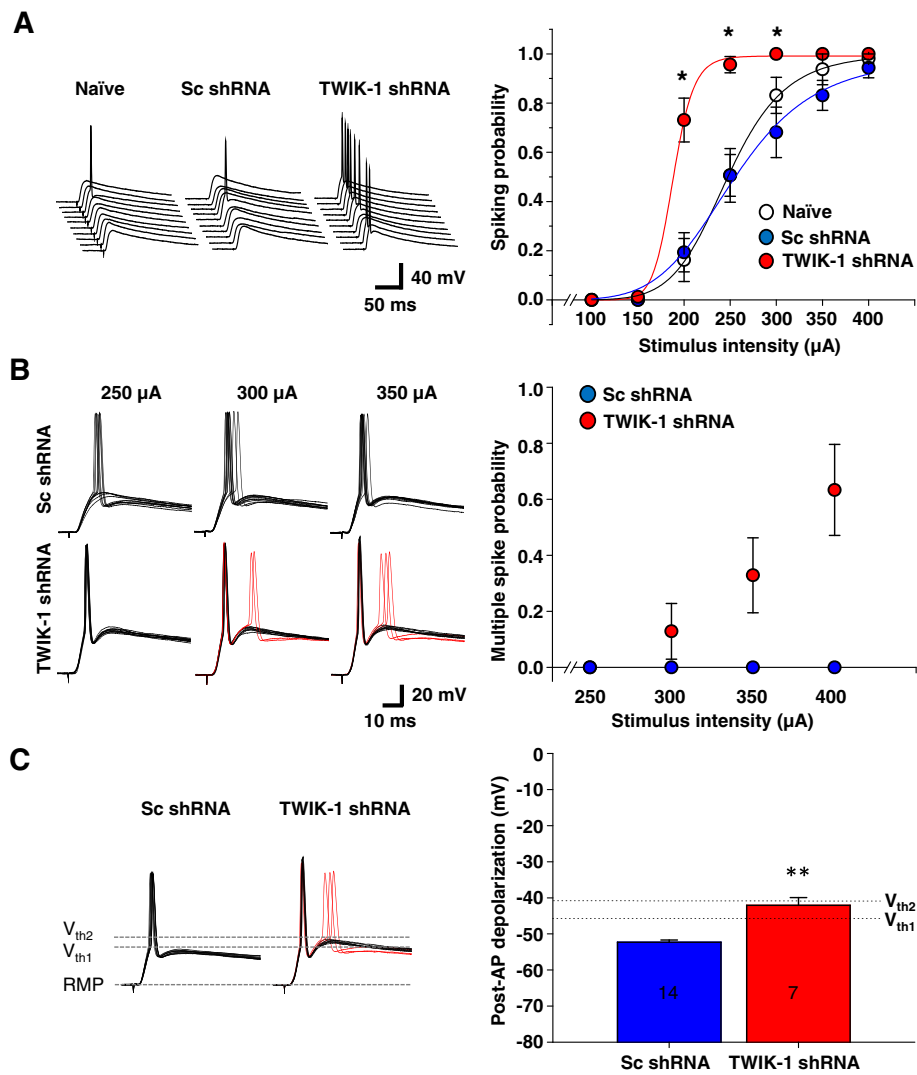 A
Naïve
Sc shRNA
TWIK-1 shRNA
40 mV
50 ms
Spiking probability
1.0
0.8
0.6
0.4
0.2
0.0
* * *
Naïve
Sc shRNA
TWIK-1 shRNA
100 150 200 250 300 350 400
Stimulus intensity (µA)
B
250 µA 300 µA 350 µA
Sc shRNA
TWIK-1 shRNA
20 mV
10 ms
Multiple spike probability
1.0
0.8
0.6
0.4
0.2
0.0
Sc shRNA
TWIK-1 shRNA
250 300 350 400
Stimulus intensity (µA)
C
Sc shRNA TWIK-1 shRNA
Vth2
Vth1
RMP
Post-AP depolarization (mV)
0
-10
-20
-30
-40
-50
-60
-70
-80
**
Vth2
Vth1
14 7
Sc shRNA TWIK-1 shRNA